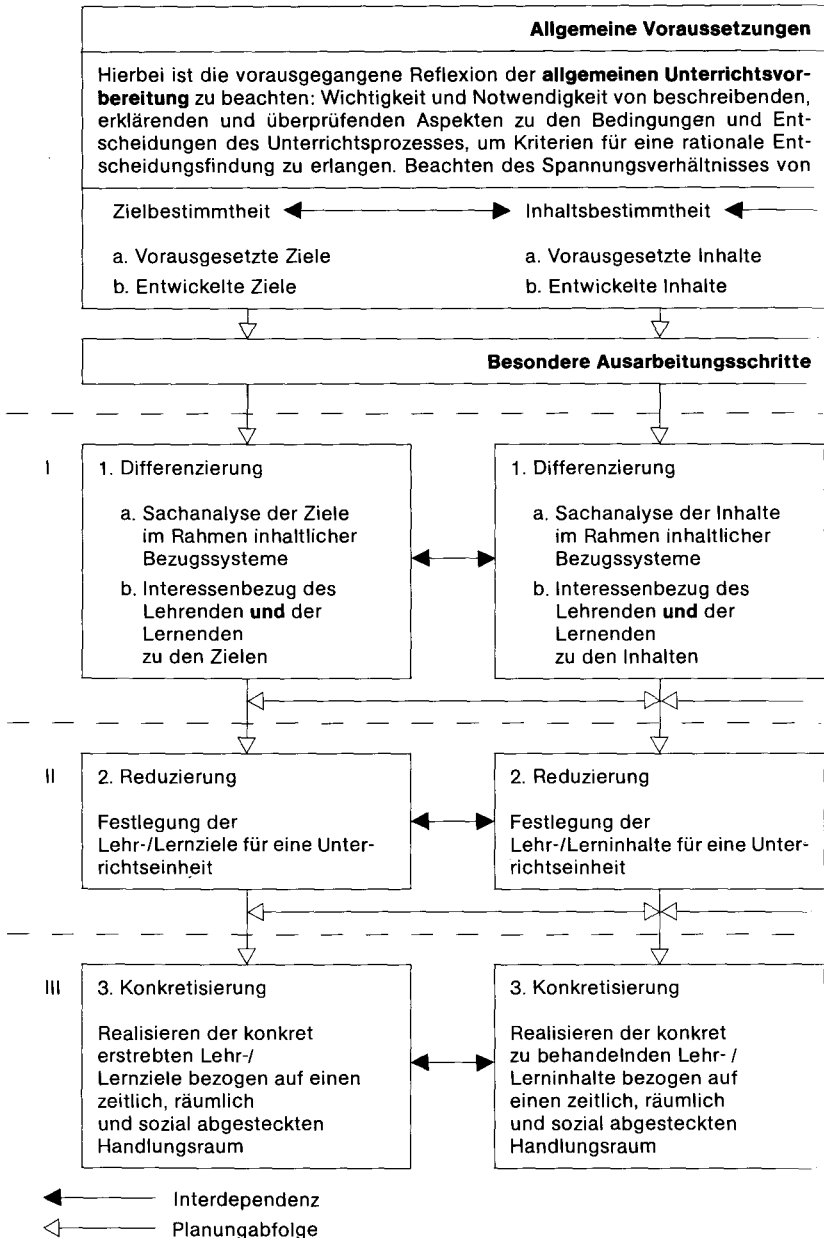 Allgemeine Voraussetzungen
Hierbei ist die vorausgegangene Reflexion der allgemeinen Unterrichtsvor-
bereitung zu beachten: Wichtigkeit und Notwendigkeit von beschreibenden,
erklärenden und überprüfenden Aspekten zu den Bedingungen und Ent-
scheidungen des Unterrichtsprozesses, um Kriterien für eine rationale Ent-
scheidungsfindung zu erlangen. Beachten des Spannungsverhältnisses von
Zielbestimmtheit Inhaltsbestimmtheit
a. Vorausgesetzte Ziele
b. Entwickelte Ziele
a. Vorausgesetzte Inhalte
b. Entwickelte Inhalte
Besondere Ausarbeitungsschritte
I
1. Differenzierung
a. Sachanalyse der Ziele
im Rahmen inhaltlicher
Bezugssysteme
b. Interessenbezug des
Lehrenden und der
Lernenden
zu den Zielen
1. Differenzierung
a. Sachanalyse der Inhalte
im Rahmen inhaltlicher
Bezugssysteme
b. Interessenbezug des
Lehrenden und der
Lernenden
zu den Inhalten
II
2. Reduzierung
Festlegung der
Lehr-/Lernziele für eine Unter-
richtseinheit
2. Reduzierung
Festlegung der
Lehr-/Lerninhalte für eine Unter-
richtseinheit
III
3. Konkretisierung
Realisieren der konkret
erstrebten Lehr-/
Lernziele bezogen auf einen
zeitlich, räumlich
und sozial abgesteckten
Handlungsraum
3. Konkretisierung
Realisieren der konkret
zu behandelnden Lehr- /
Lerninhalte bezogen auf
einen zeitlich, räumlich
und sozial abgesteckten
Handlungsraum
Interdependenz
Planungabfolge